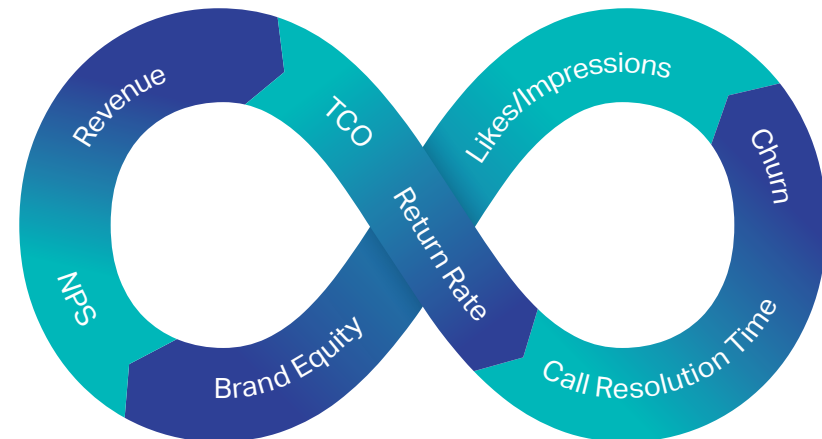 Revenue
TCO
Return Rate
Call Resolution Time
Churn
Likes/Impressions
Brand Equity
NPS